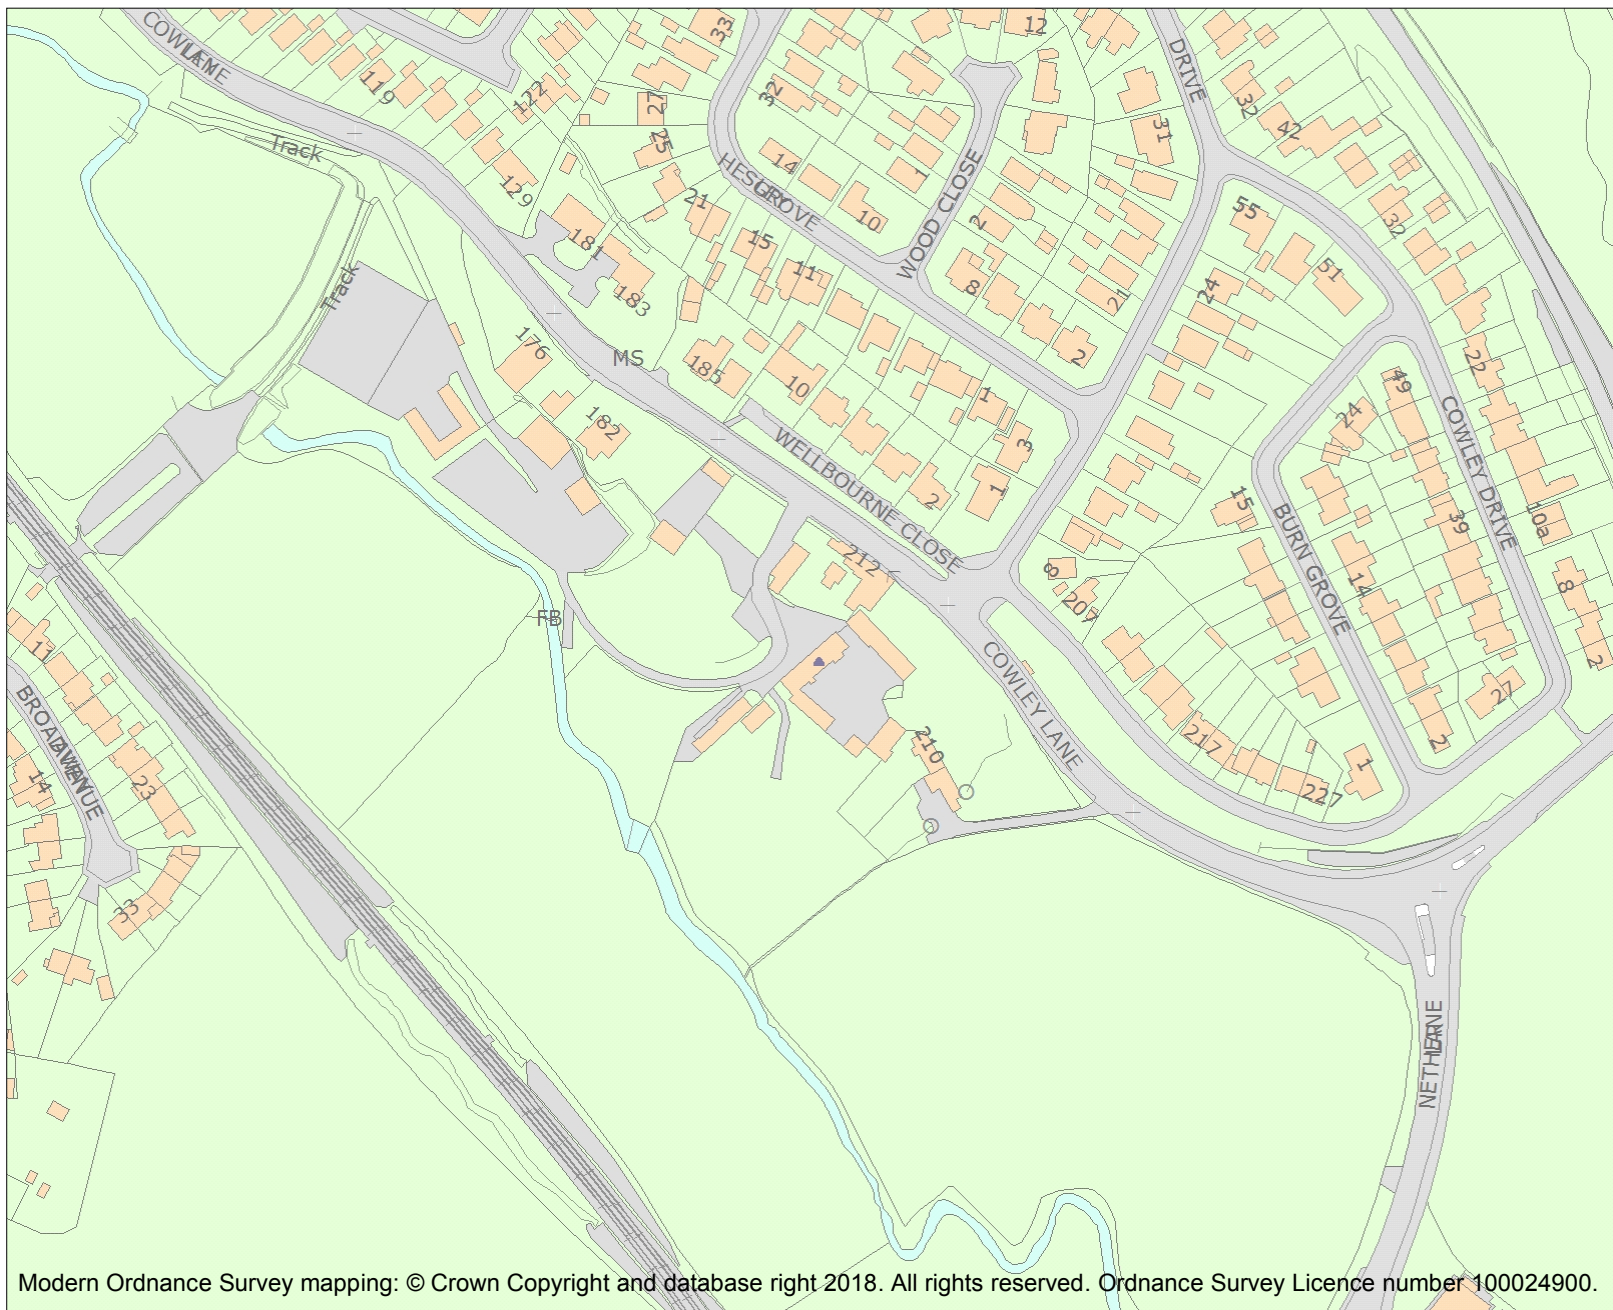 COWLEY
LANE
119
122
33
12
DRIVE
32
27
25
32
42
31
Track
129
14
HESLEY
GROVE
1
WOOD CLOSE
21
10
2
55
32
181
15
183
11
8
21
24
51
Track
176
MS
185
10
2
22
49
1
24
182
3
COWLEY DRIVE
WELLBOURNE CLOSE
2
1
15
39
10a
BURN GROVE
212
8
207
14
8
FB
11
COWLEY LANE
2
BROADWAY
AVENUE
27
210
217
2
1
14
23
227
33
NETHER
LANE
Modern Ordnance Survey mapping: © Crown Copyright and database right 2018. All rights reserved. Ordnance Survey Licence number 100024900.